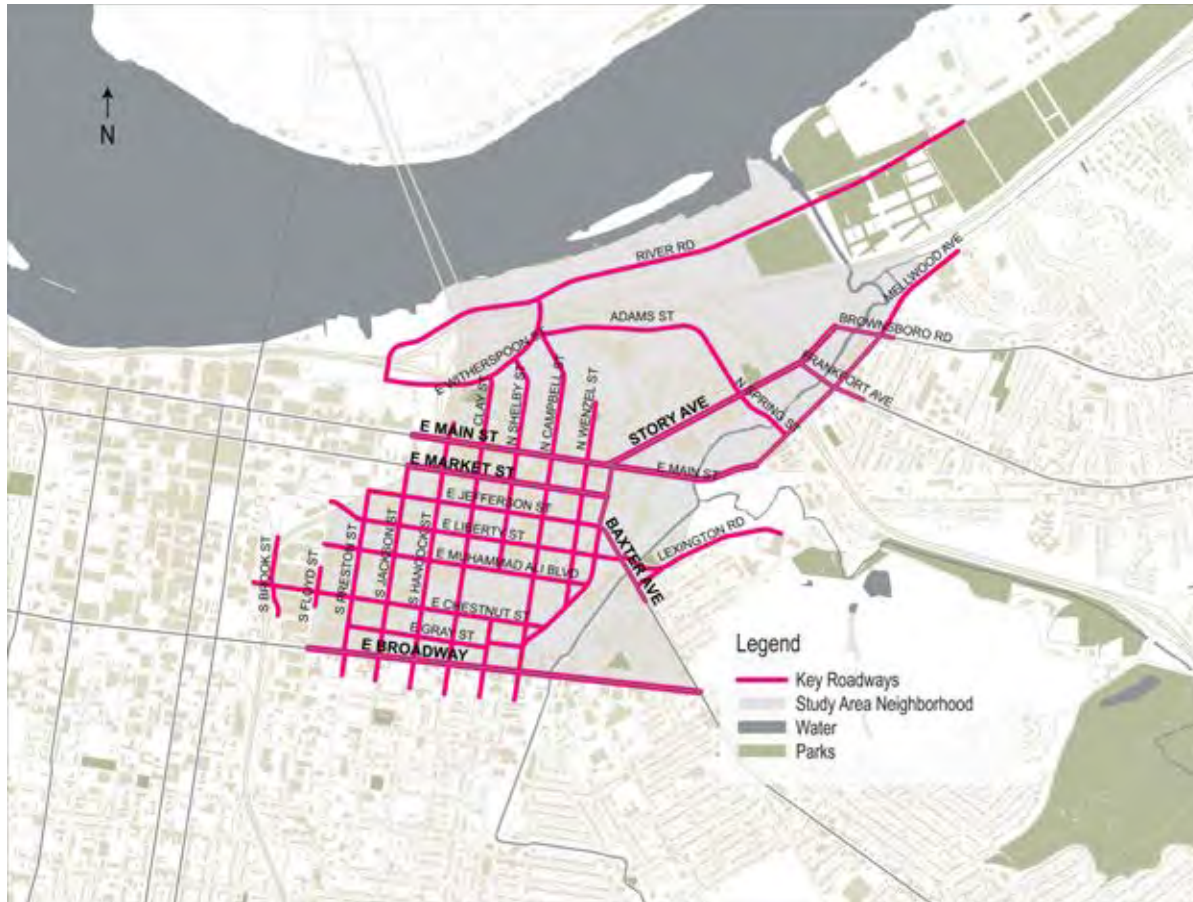 N
RIVER RD
MELLWOOD AVE
ADAMS ST
BROWNSBORO RD
E WITHERSPOON S
FRANKFORT AVE
CLAY ST
N SHELBY ST
N CAMPBELL ST
N WENZEL ST
N SPRING ST
STORY AVE
E MAIN ST
E MAIN ST
E MARKET ST
E JEFFERSON ST
E LIBERTY ST
BAXTER AVE
LEXINGTON RD
E MUHAMMAD ALI BLVD
S BROOK ST
S FLOYD ST
S PRESTON ST
S JACKSON ST
S HANCOCK ST
E CHESTNUT ST
E GRAY ST
E BROADWAY
Legend
Key Roadways
Study Area Neighborhood
Water
Parks